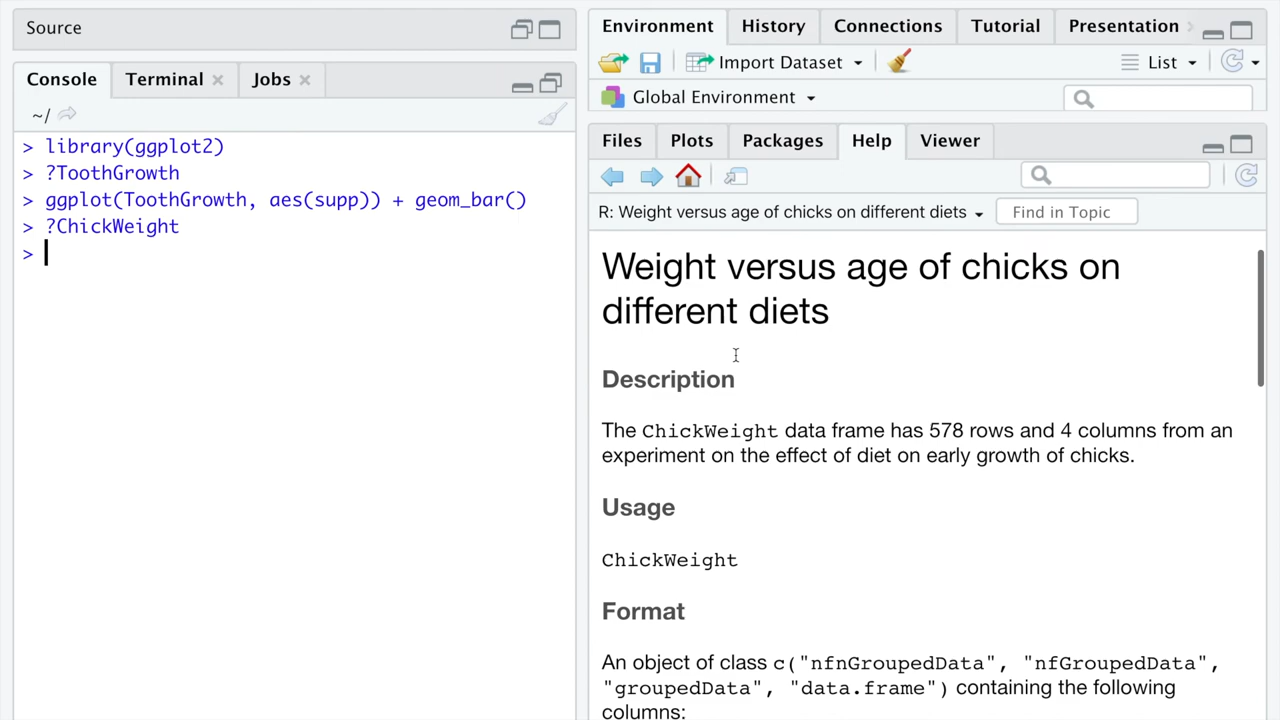 Source
Console
Terminal
Jobs
~/
> library(ggplot2)
> ?ToothGrowth
> ggplot(ToothGrowth, aes(supp)) + geom_bar()
> ?ChickWeight
>
Environment
History
Connections
Tutorial
Presentation
Import Dataset
List
Global Environment
Files
Plots
Packages
Help
Viewer
R: Weight versus age of chicks on different diets
Find in Topic
Weight versus age of chicks on
different diets
Description
The ChickWeight data frame has 578 rows and 4 columns from an
experiment on the effect of diet on early growth of chicks.
Usage
ChickWeight
Format
An object of class c("nfnGroupedData", "nfGroupedData",
"groupedData", "data.frame") containing the following
columns: